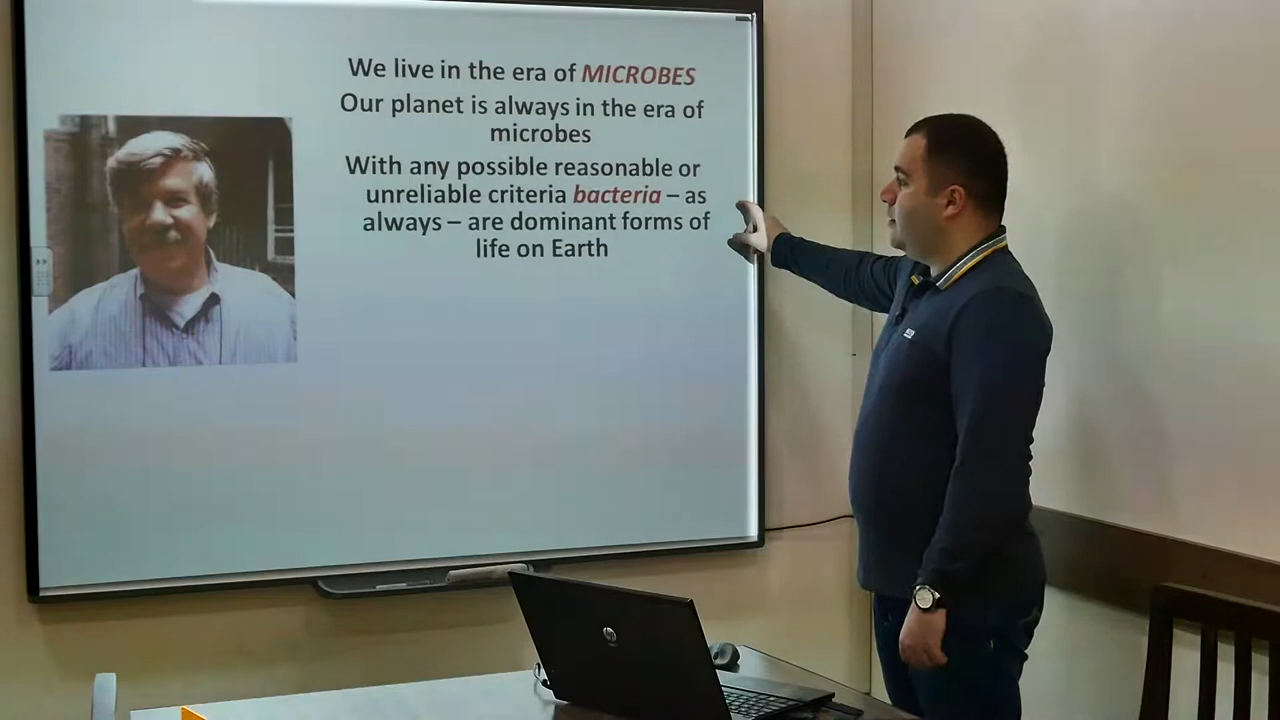 We live in the era of MICROBES
Our planet is always in the era of
microbes
With any possible reasonable or
unreliable criteria bacteria – as
always – are dominant forms of
life on Earth
hp